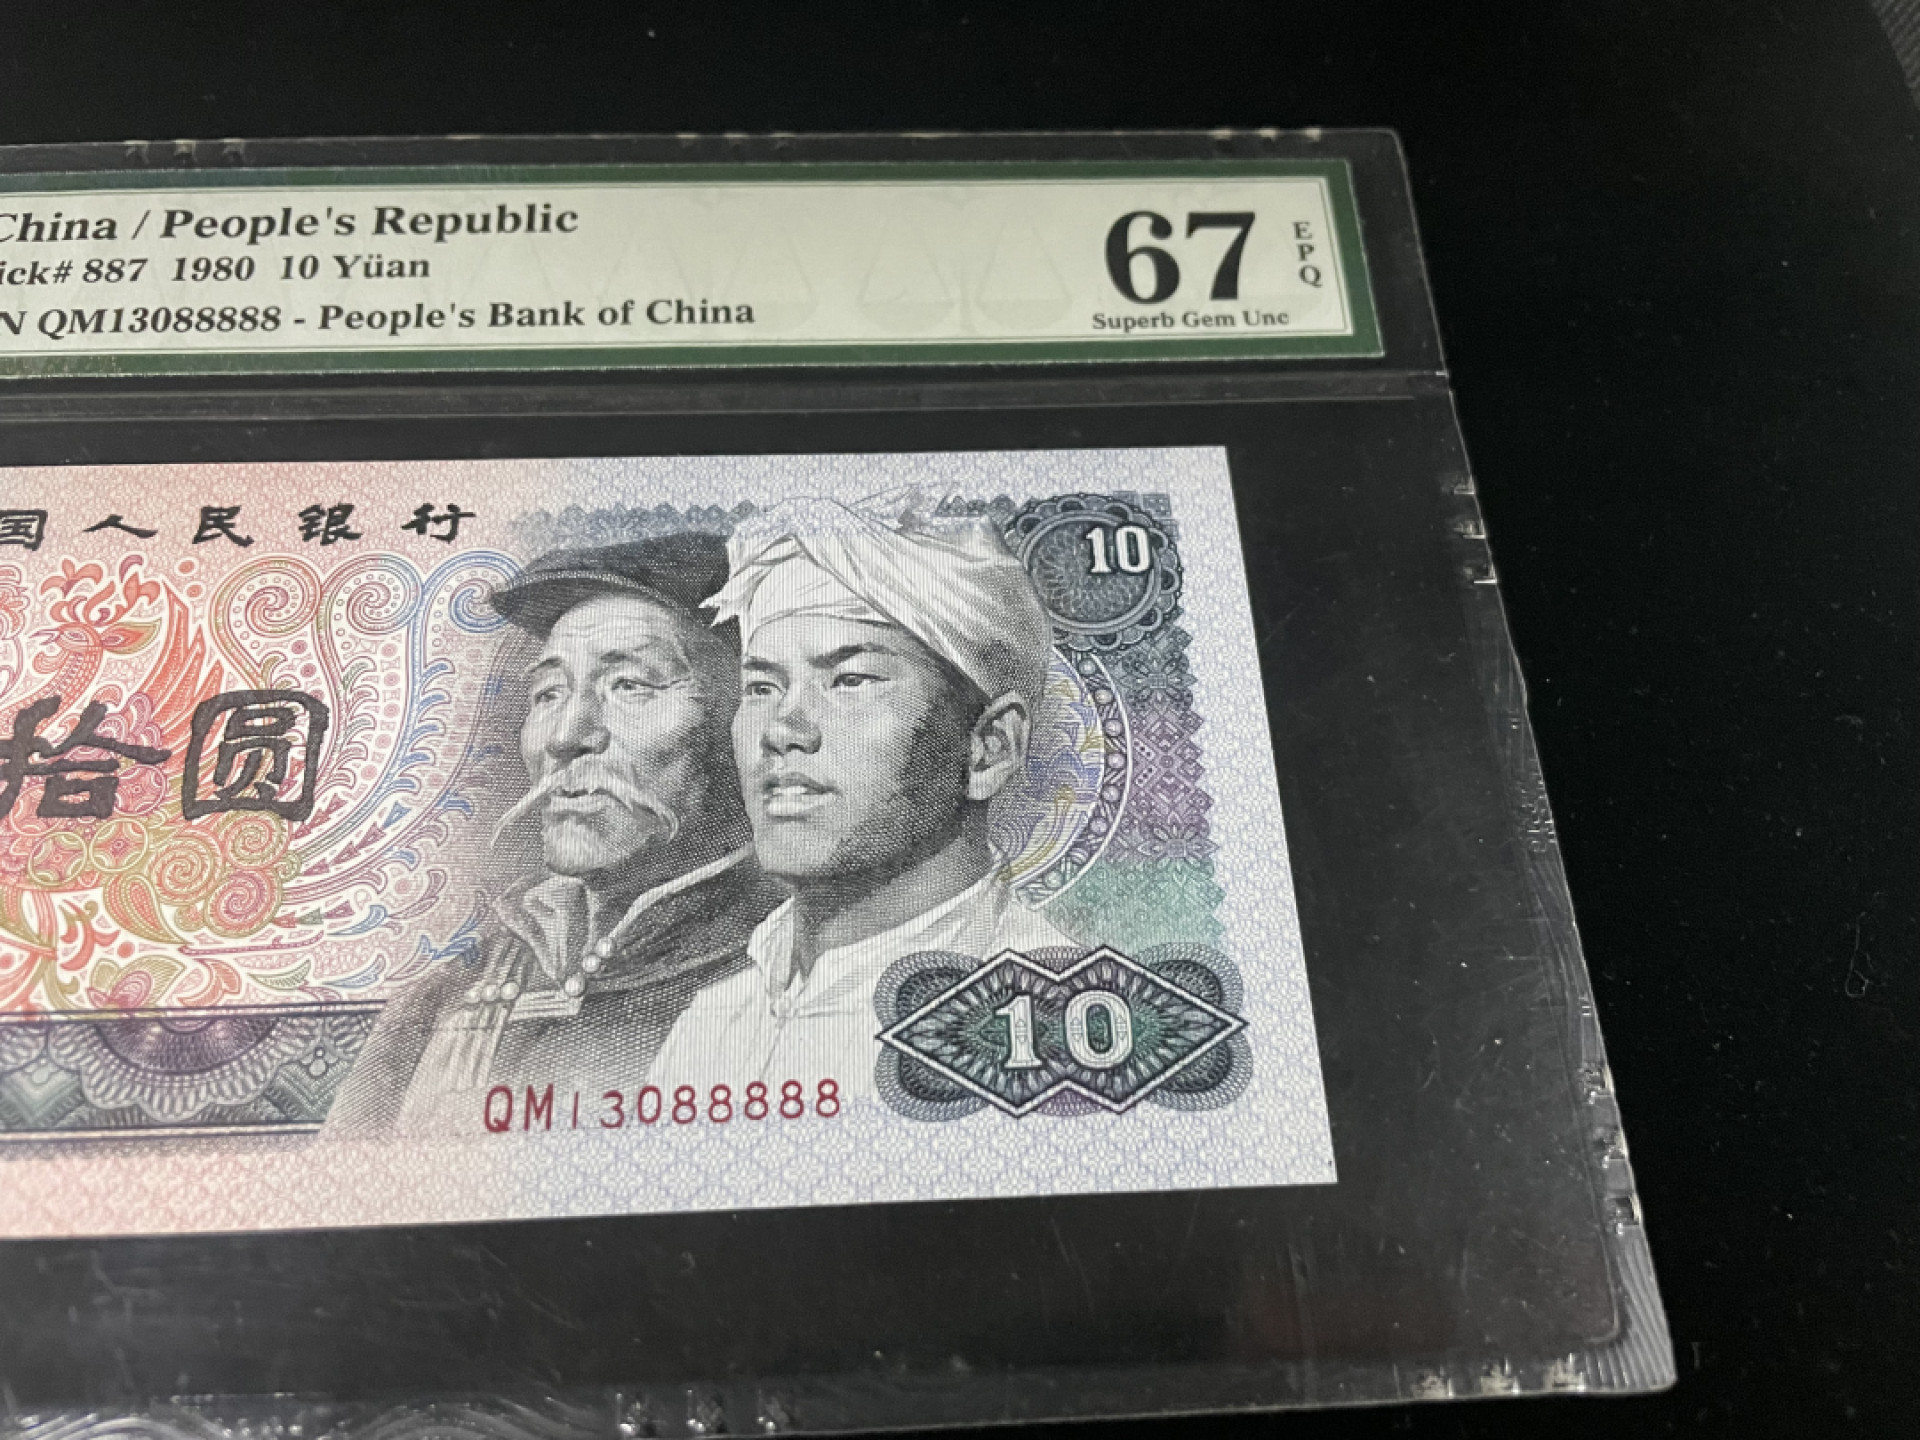 China / People's Republic
ick# 887 1980 10 Yüan
N QM13088888 - People's Bank of China
67
EPQ
Superb Gem Unc
国人民银行
10
拾圆
10
QM13088888